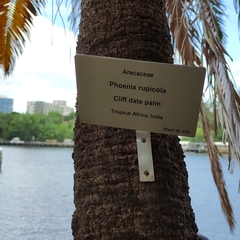 Arecaceae
Phoenix rupicola
Cliff date palm
Tropical Africa, India